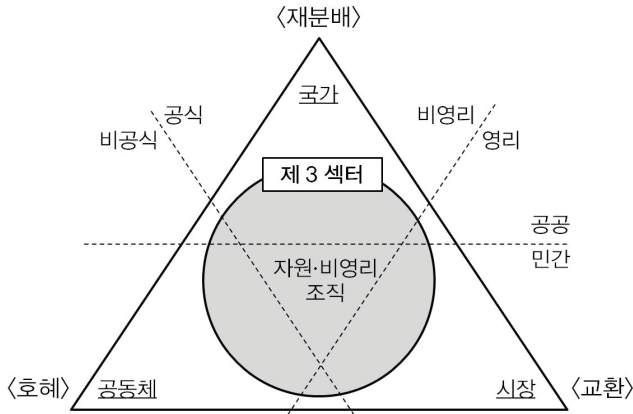 〈재분배〉
국가
공식
비공식
비영리
영리
제 3 섹터
공공
민간
자원·비영리
조직
〈호혜〉 공동체
시장 〈교환〉